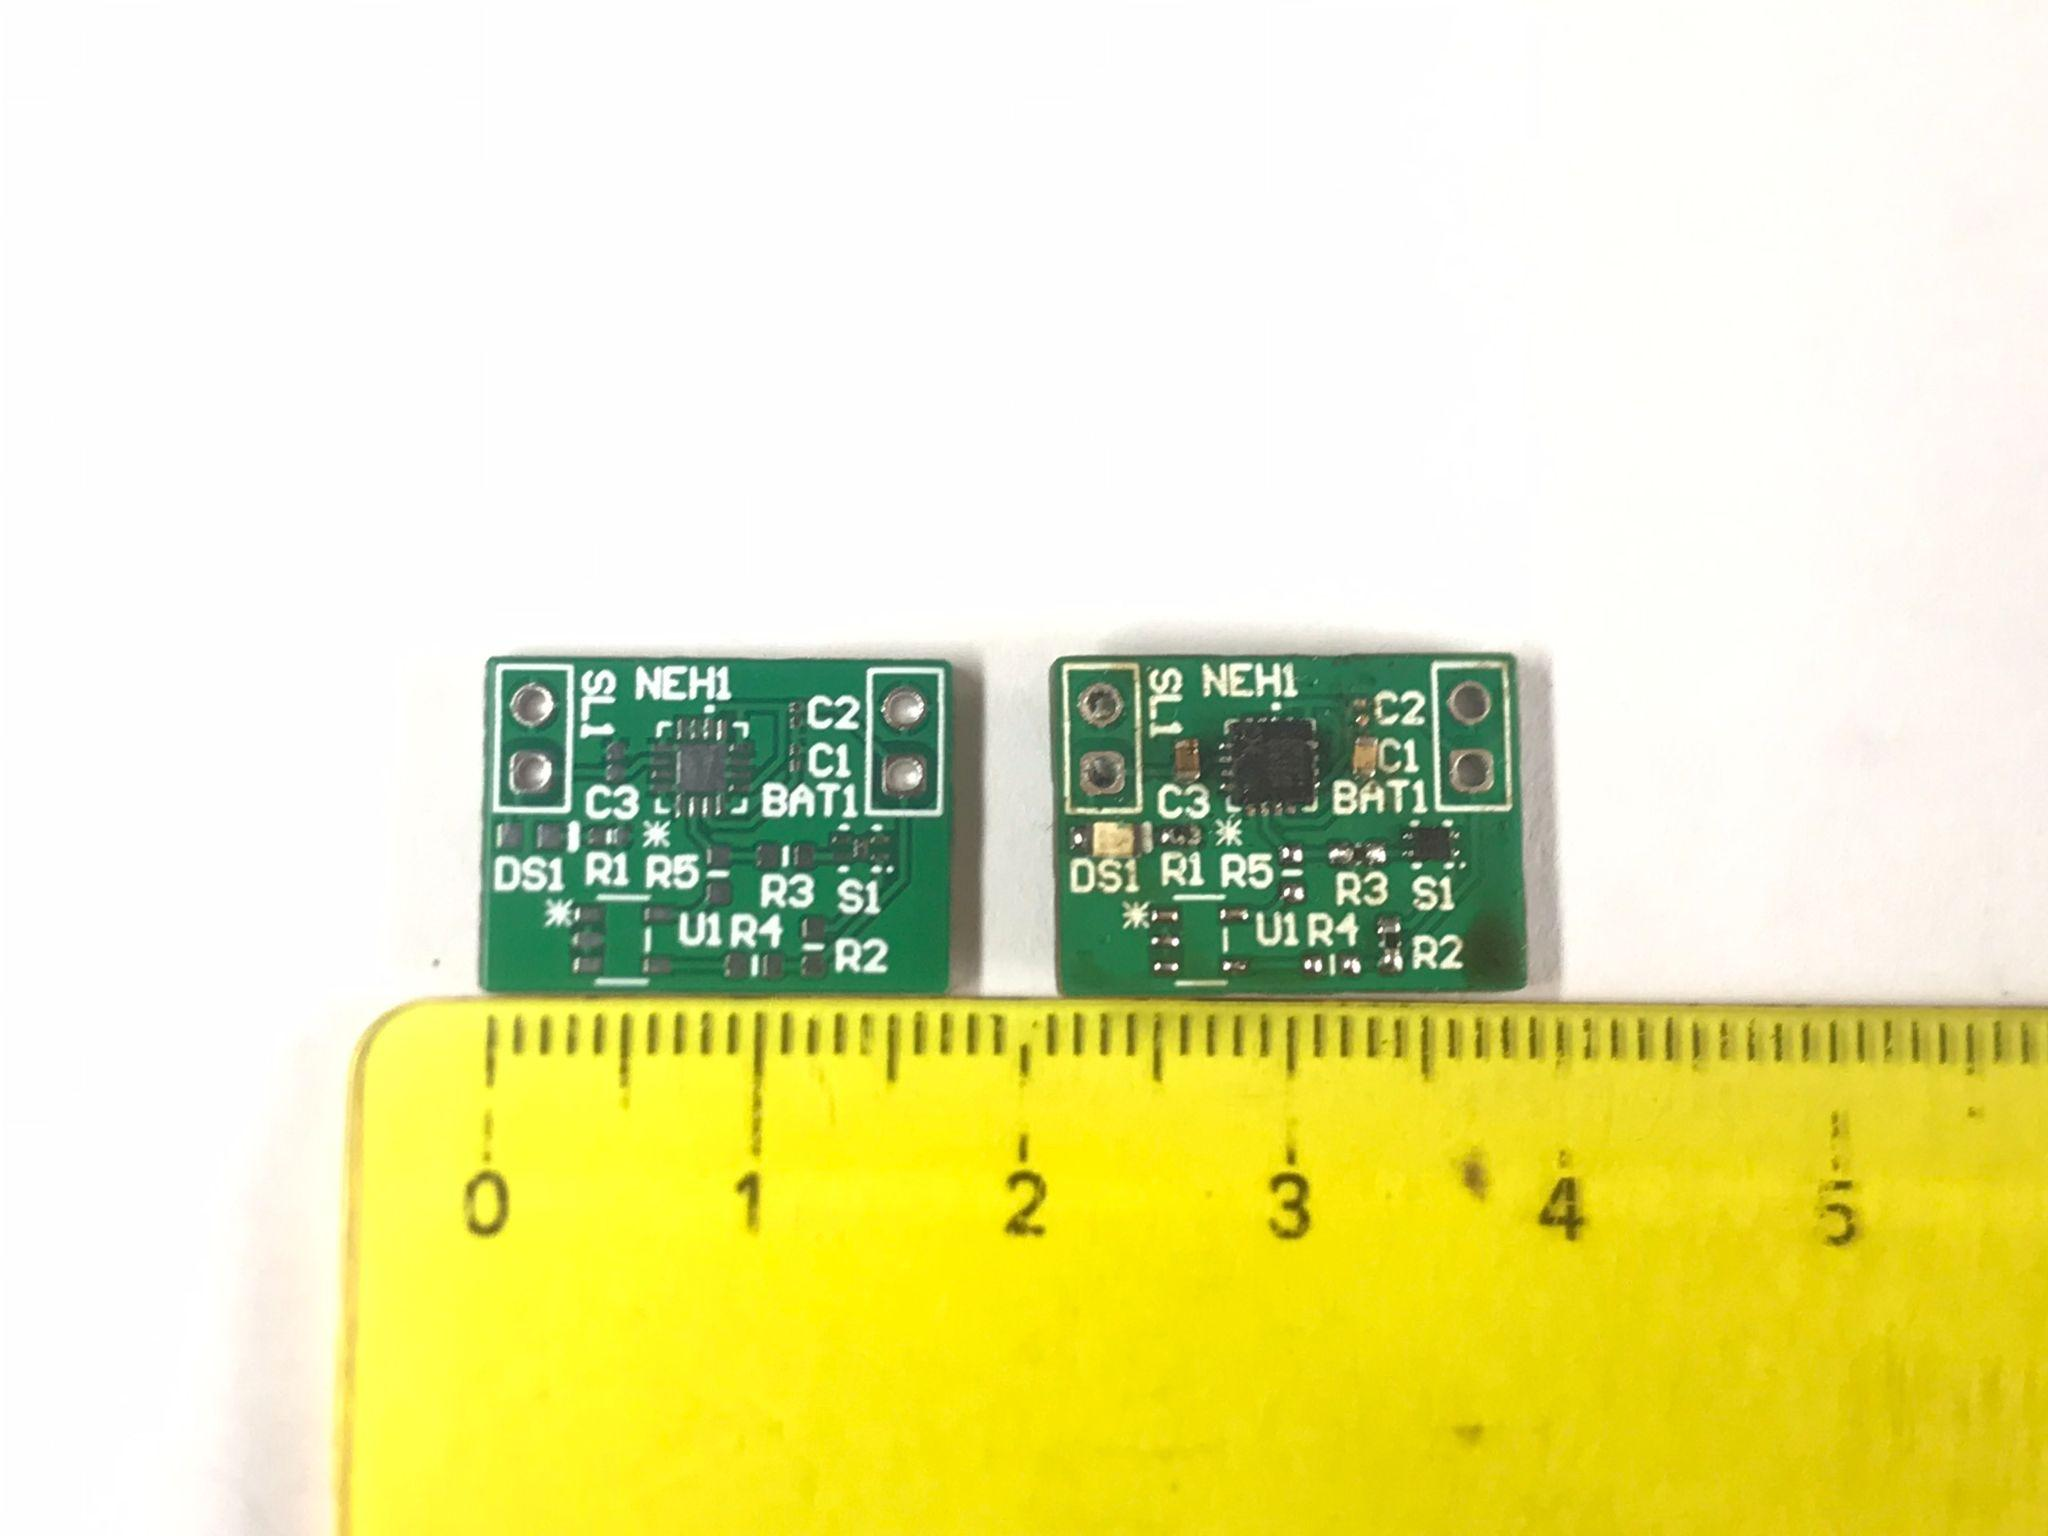 SL1 NEH1
C2
C1
C3 BAT1
DS1 R1 R5 R3 S1
* U1 R4 R2
SL1 NEH1
C2
C1
C3 BAT1
DS1 R1 R5 R3 S1
* U1 R4 R2
0 1 2 3 4 5